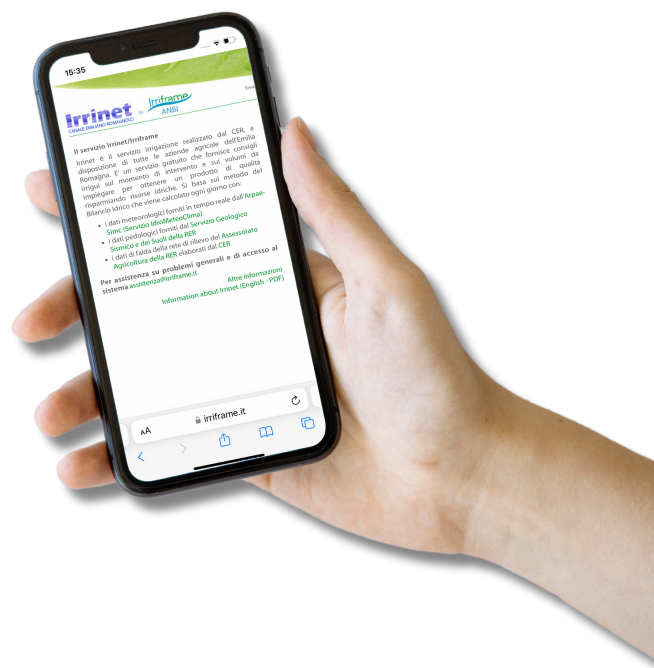 15:35
Irrinet
CANALE EMILIANO ROMAGNOLO
by
Irriframe
ANBI
Il servizio Irrinet/Irriframe
Irrinet è il servizio irrigazione realizzato dal CER, a
disposizione di tutte le aziende agricole dell'Emilia
Romagna. E' un servizio gratuito che fornisce consigli
irrigui sul momento di intervento e sui volumi da
impiegare per ottenere un prodotto di qualità
risparmiando risorse idriche. Si basa sul metodo del
Bilancio Idrico che viene calcolato ogni giorno con:
• i dati meteorologici forniti in tempo reale dall'Arpae-
Simc (Servizio IdroMeteoClima)
• i dati pedologici forniti dal Servizio Geologico
Sismico e dei Suoli della RER
• i dati di falda della rete di rilievo del Assessorato
Agricoltura della RER elaborati dal CER
Per assistenza su problemi generali e di accesso al
sistema assistenza@irriframe.it
Altre informazioni
Information about Irrinet (English - PDF)
AA
irriframe.it